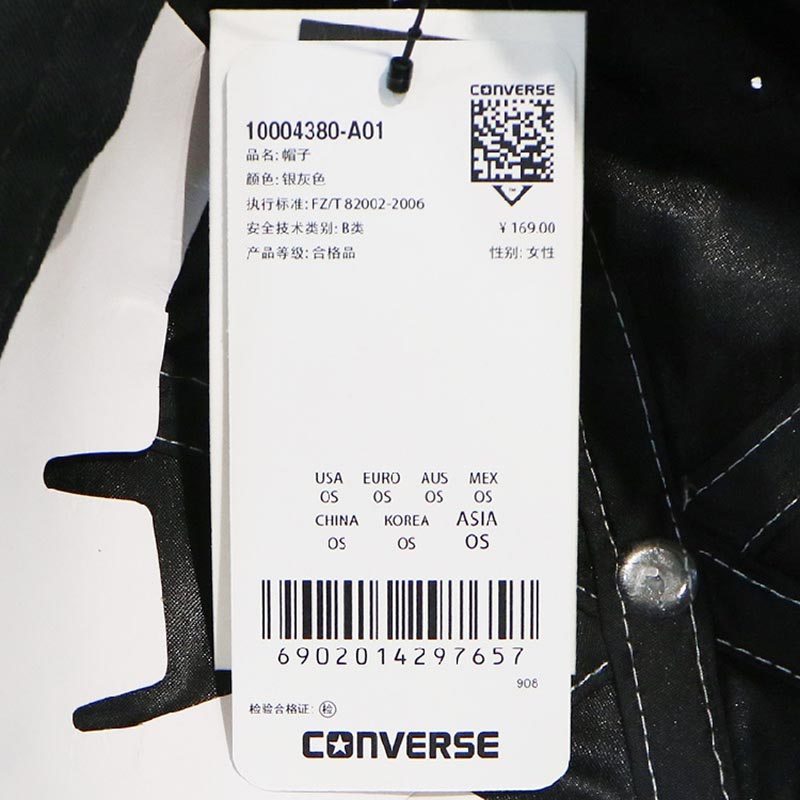 CONVERSE
10004380-A01
品名: 帽子
颜色: 银灰色
执行标准: FZ/T 82002-2006
安全技术类别: B类
¥ 169.00
产品等级: 合格品
性别: 女性
TM
USA EURO AUS MEX
OS OS OS OS
CHINA KOREA ASIA
OS OS OS
6902014297657
908
检验合格证: 检
CONVERSE